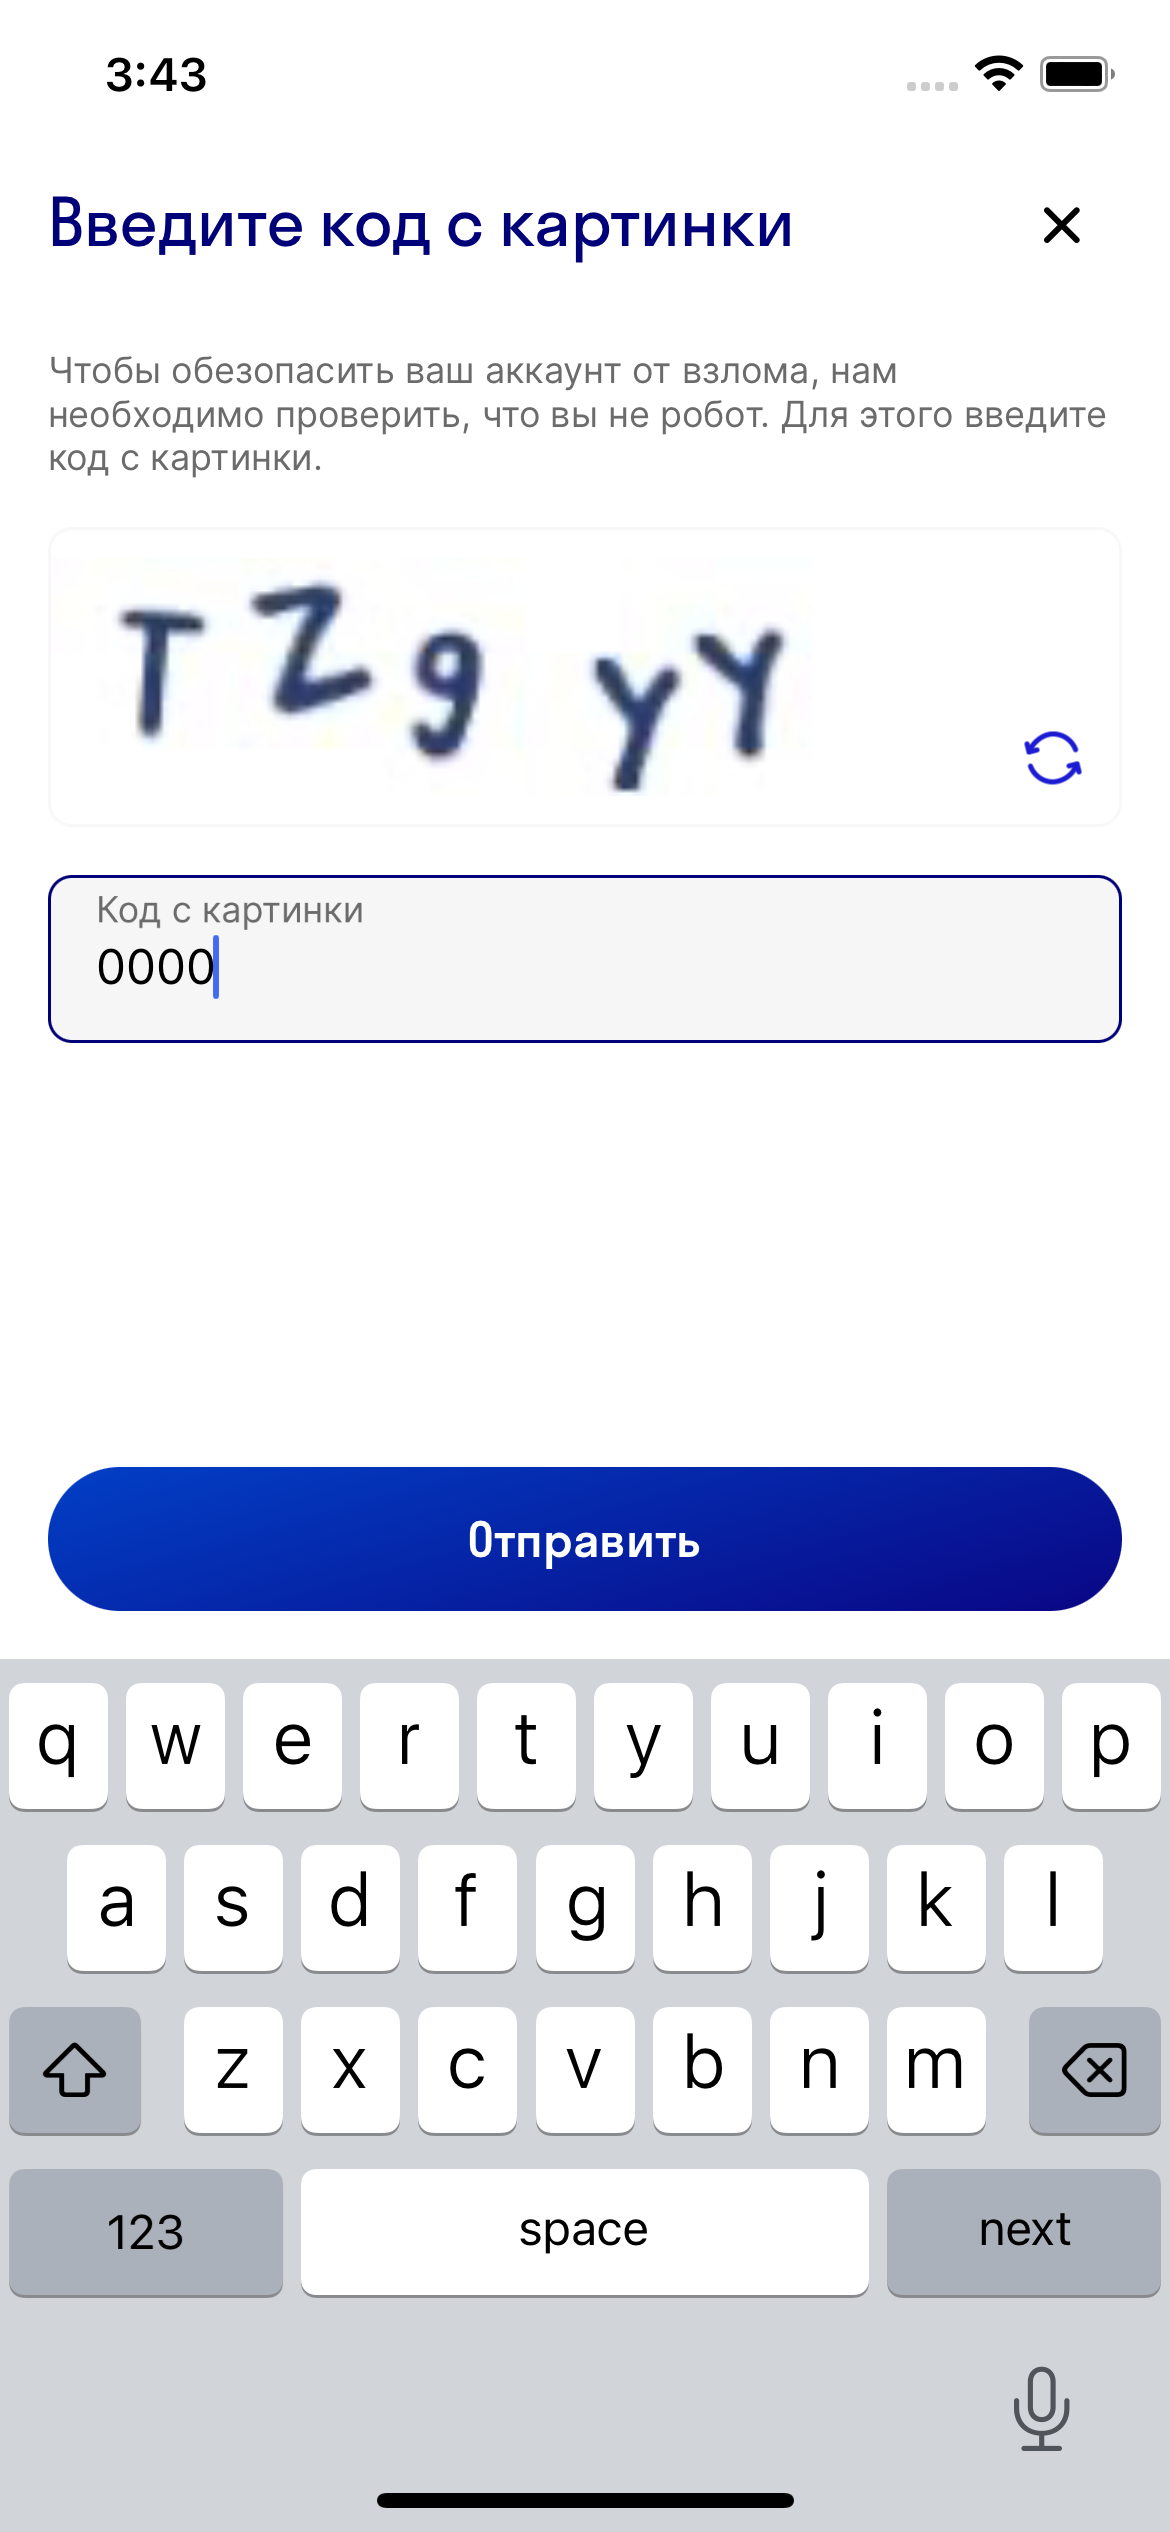 3:43
Введите код с картинки
Чтобы обезопасить ваш аккаунт от взлома, нам
необходимо проверить, что вы не робот. Для этого введите
код с картинки.
TZg yY
Код с картинки
0000
Отправить
q w e r t y u i o p
a s d f g h j k l
z x c v b n m
123 space next